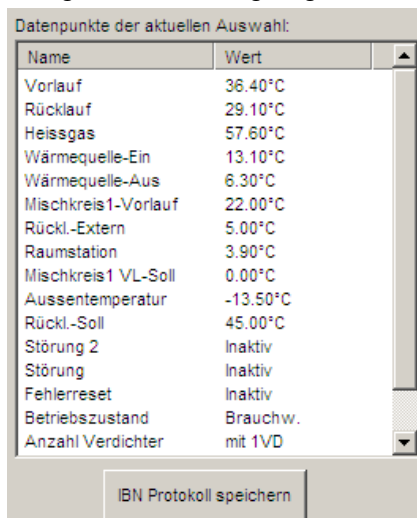 Datenpunkte der aktuellen Auswahl:
Name Wert
Vorlauf 36.40°C
Rücklauf 29.10°C
Heissgas 57.60°C
Wärmequelle-Ein 13.10°C
Wärmequelle-Aus 6.30°C
Mischkreis1-Vorlauf 22.00°C
Rückl.-Extern 5.00°C
Raumstation 3.90°C
Mischkreis1 VL-Soll 0.00°C
Aussentemperatur -13.50°C
Rückl.-Soll 45.00°C
Störung 2 Inaktiv
Störung Inaktiv
Fehlerreset Inaktiv
Betriebszustand Brauchw.
Anzahl Verdichter mit 1VD
IBN Protokoll speichern